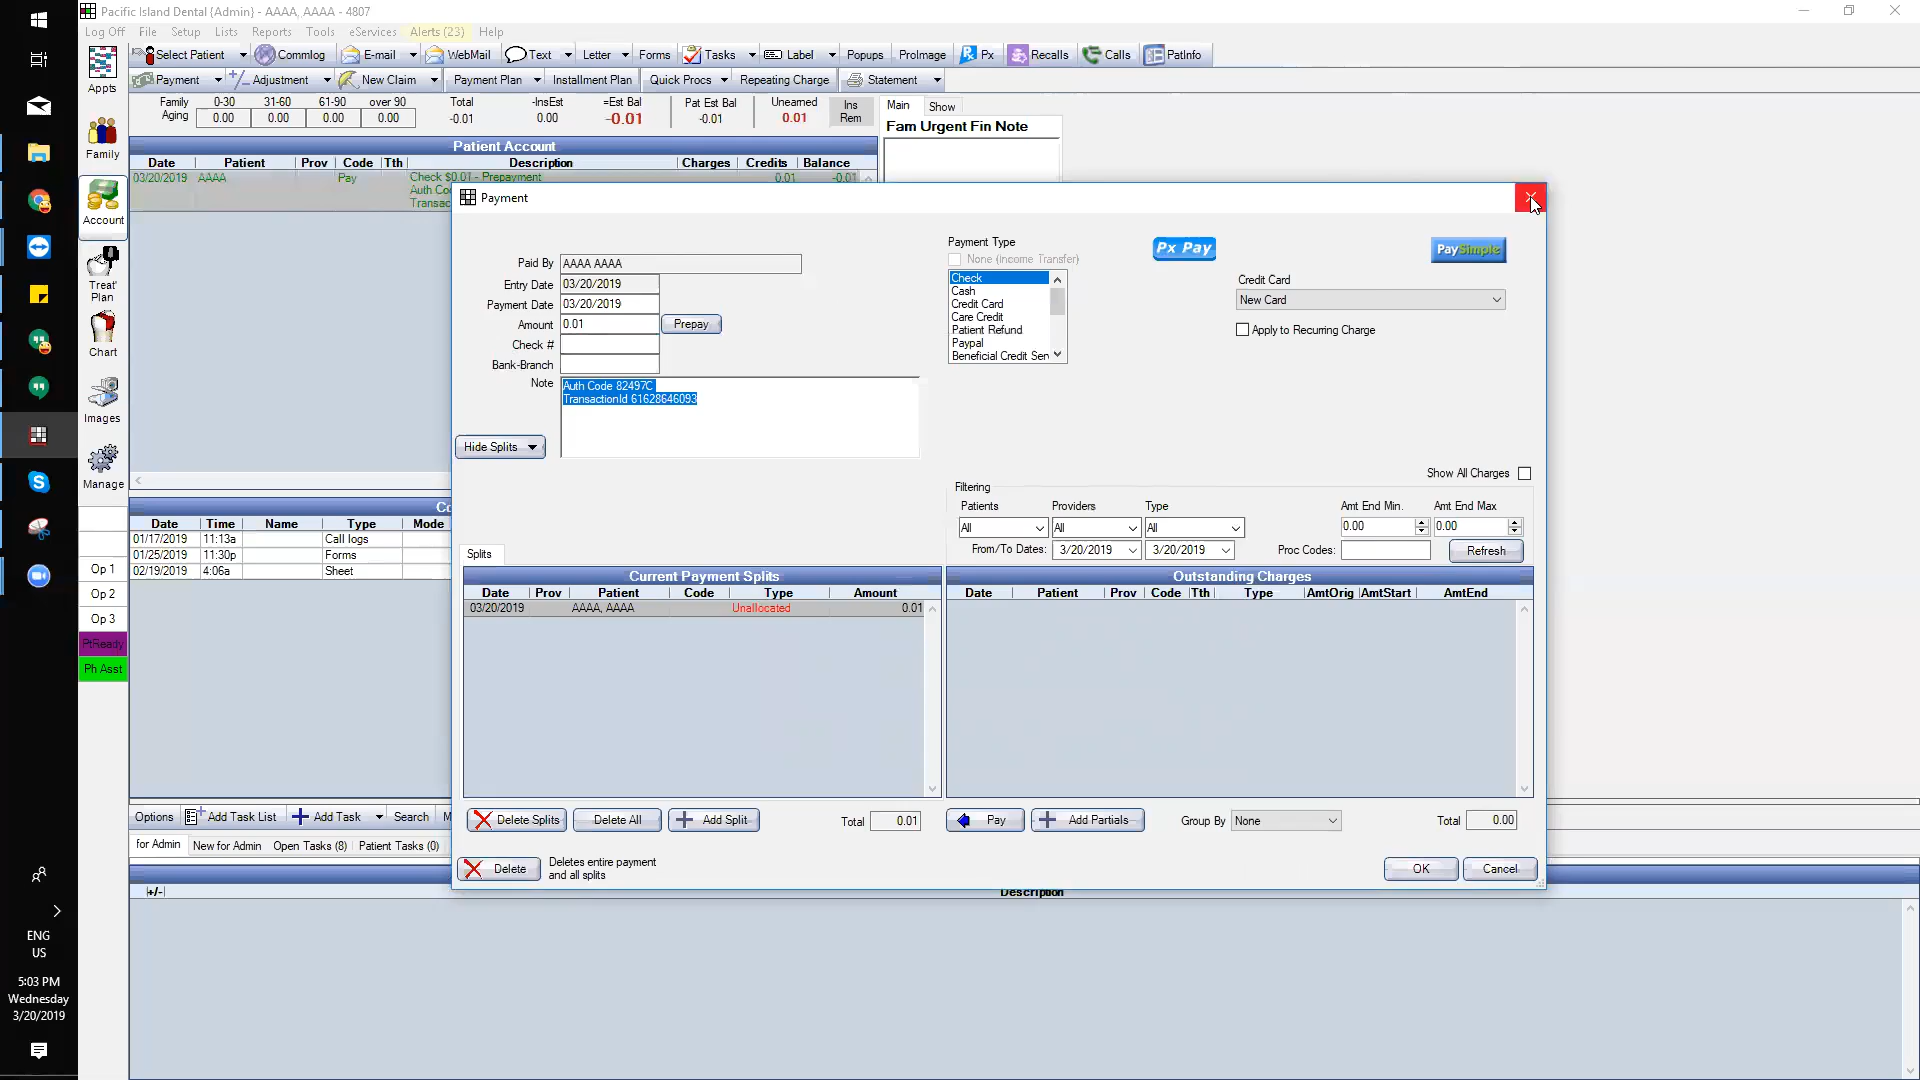 Pacific Island Dental {Admin} - AAAA, AAAA - 4807
Log Off File Setup Lists Reports Tools eServices Alerts (23) Help
Select Patient Commlog E-mail WebMail Text Letter Forms Tasks Label Popups ProImage Px Recalls Calls PatInfo
Payment Adjustment New Claim Payment Plan Installment Plan Quick Procs Repeating Charge Statement
Appts
Family
Account
Treat' Plan
Chart
Images
Manage
Op 1
Op 2
Op 3
PtReady
Ph Asst
Family Aging 0-30 31-60 61-90 over 90 Total -InsEst =Est Bal Pat Est Bal Unearned Ins Rem
0.00 0.00 0.00 0.00 -0.01 0.00 -0.01 -0.01 0.01
Main Show
Fam Urgent Fin Note
Patient Account
Date Patient Prov Code Tth Description Charges Credits Balance
03/20/2019 AAAA Pay Check $0.01 - Prepayment 0.01 -0.01
Auth Coc
Transac
Payment
Paid By AAAA AAAA
Entry Date 03/20/2019
Payment Date 03/20/2019
Amount 0.01 Prepay
Check #
Bank-Branch
Note Auth Code 82497C
TransactionId 61628646093
Hide Splits
Payment Type
None (Income Transfer)
Check
Cash
Credit Card
Care Credit
Patient Refund
Paypal
Beneficial Credit Serv
Px Pay
PaySimple
Credit Card
New Card
Apply to Recurring Charge
Show All Charges
Filtering
Patients Providers Type Amt End Min. Amt End Max
All All All 0.00 0.00
From/To Dates: 3/20/2019 3/20/2019 Proc Codes: Refresh
Splits
Current Payment Splits
Date Prov Patient Code Type Amount
03/20/2019 AAAA, AAAA Unallocated 0.01
Outstanding Charges
Date Patient Prov Code Tth Type AmtOrig AmtStart AmtEnd
Delete Splits Delete All Add Split Total 0.01
Pay Add Partials Group By None Total 0.00
Delete Deletes entire payment
and all splits
OK Cancel
Co
Date Time Name Type Mode
01/17/2019 11:13a Call logs
01/25/2019 11:30p Forms
02/19/2019 4:06a Sheet
Options Add Task List Add Task Search M
for Admin New for Admin Open Tasks (8) Patient Tasks (0)
+/- Description
ENG
US
5:03 PM
Wednesday
3/20/2019